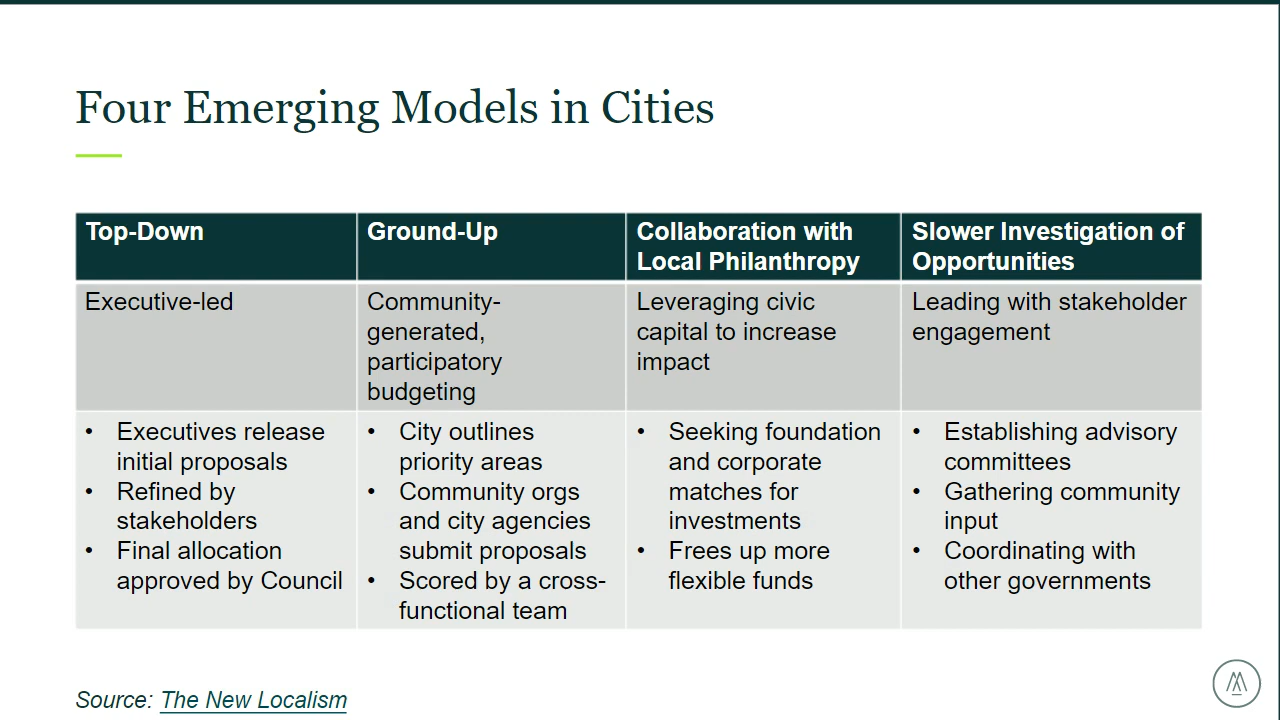 Four Emerging Models in Cities
Top-Down
Ground-Up
Collaboration with
Local Philanthropy
Slower Investigation of
Opportunities
Executive-led
Community-
generated,
participatory
budgeting
Leveraging civic
capital to increase
impact
Leading with stakeholder
engagement
• Executives release
initial proposals
• Refined by
stakeholders
• Final allocation
approved by Council
• City outlines
priority areas
• Community orgs
and city agencies
submit proposals
• Scored by a cross-
functional team
• Seeking foundation
and corporate
matches for
investments
• Frees up more
flexible funds
• Establishing advisory
committees
• Gathering community
input
• Coordinating with
other governments
Source: The New Localism